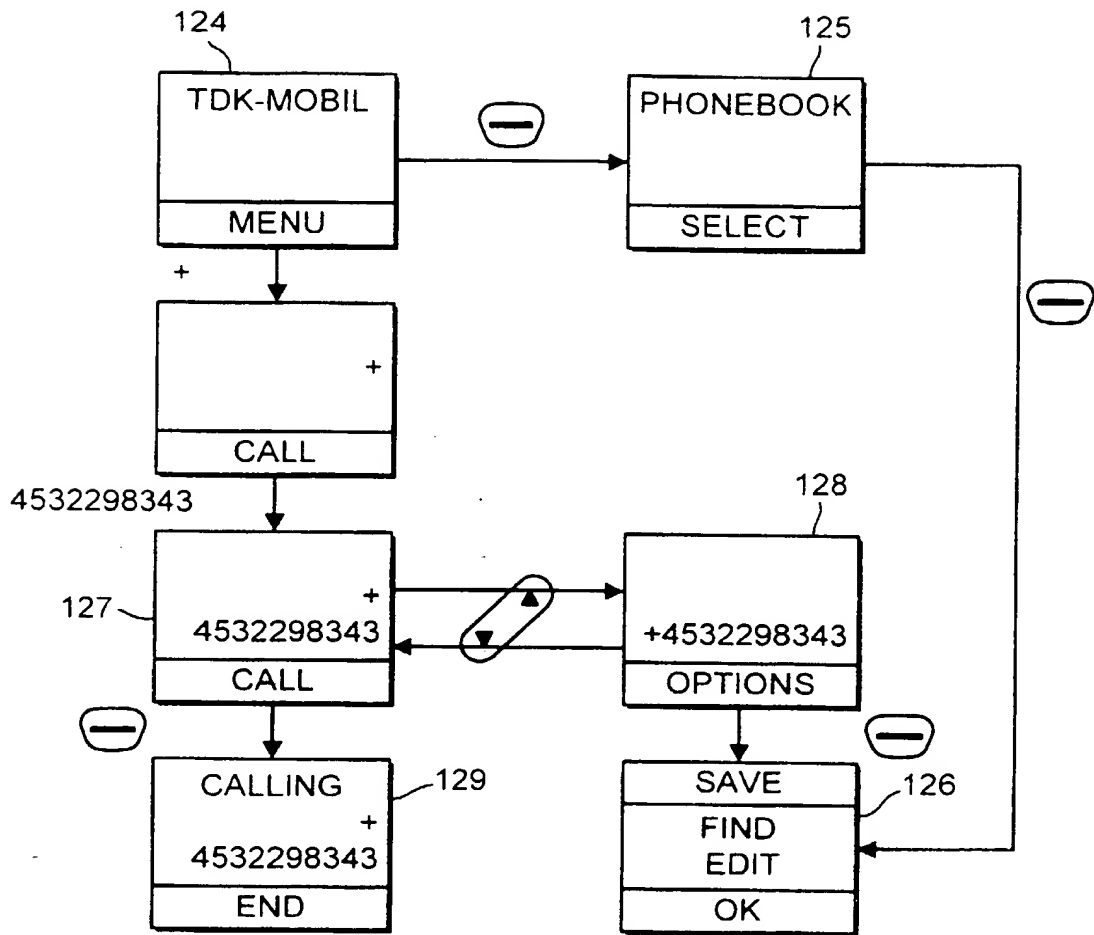 124
125
TDK-MOBIL
MENU
PHONEBOOK
SELECT
+
+
CALL
4532298343
127
+
4532298343
CALL
128
+4532298343
OPTIONS
CALLING
+
4532298343
END
129
SAVE
FIND
EDIT
OK
126